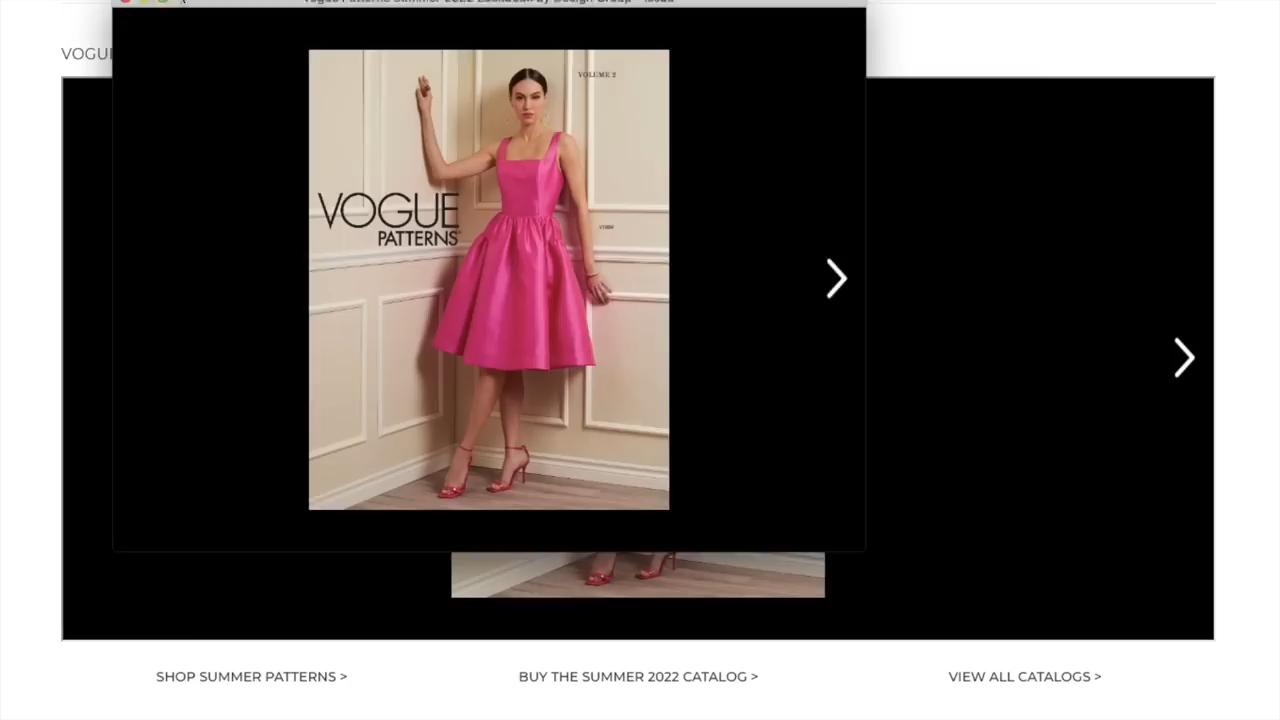 VOGUE
VOLUME 2
VOGUE
PATTERNS
SHOP SUMMER PATTERNS >
BUY THE SUMMER 2022 CATALOG >
VIEW ALL CATALOGS >